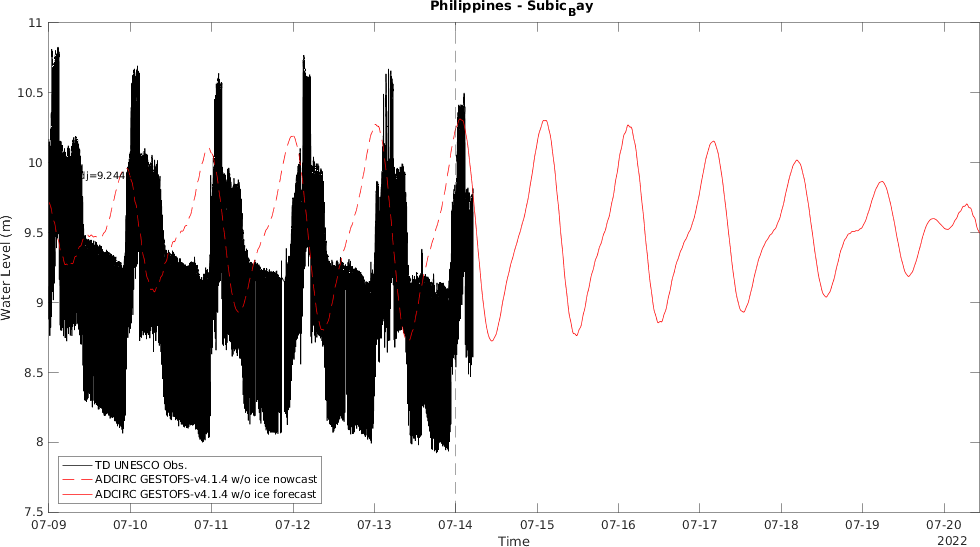 Philippines - Subic_Bay
Water Level (m)
11
10.5
10
9.5
9
8.5
8
7.5
j=9.244
TD UNESCO Obs.
ADCIRC GESTOFS-v4.1.4 w/o ice nowcast
ADCIRC GESTOFS-v4.1.4 w/o ice forecast
07-09 07-10 07-11 07-12 07-13 07-14 07-15 07-16 07-17 07-18 07-19 07-20
Time
2022